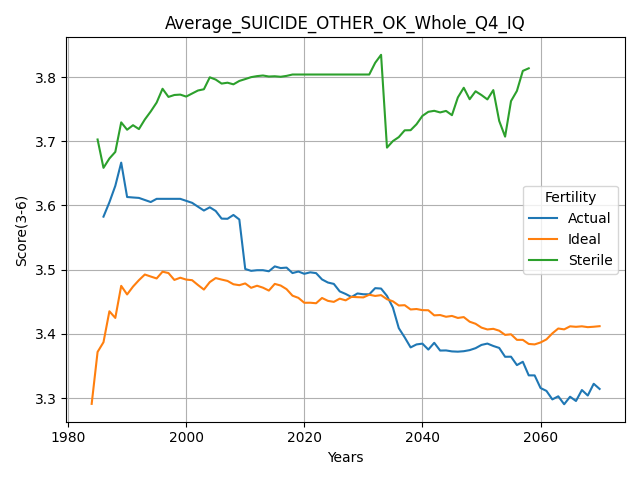 Average_SUICIDE_OTHER_OK_Whole_Q4_IQ
3.8
3.7
3.6
3.5
3.4
3.3
Score(3-6)
Fertility
Actual
Ideal
Sterile
1980
2000
2020
2040
2060
Years